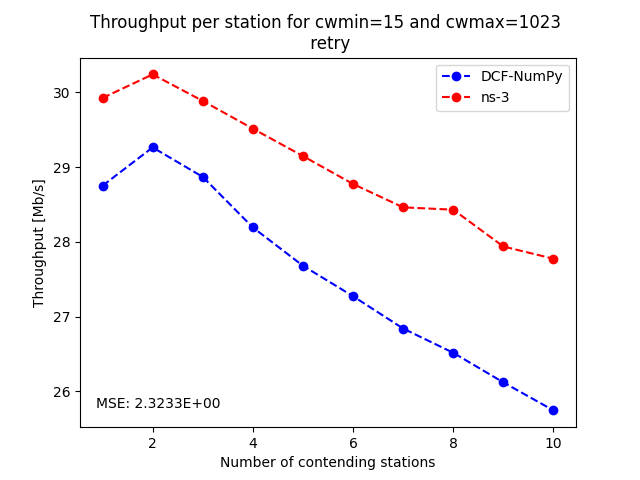 Throughput per station for cwmin=15 and cwmax=1023
retry
DCF-NumPy
ns-3
30
29
28
27
26
Throughput [Mb/s]
MSE: 2.3233E+00
2 4 6 8 10
Number of contending stations